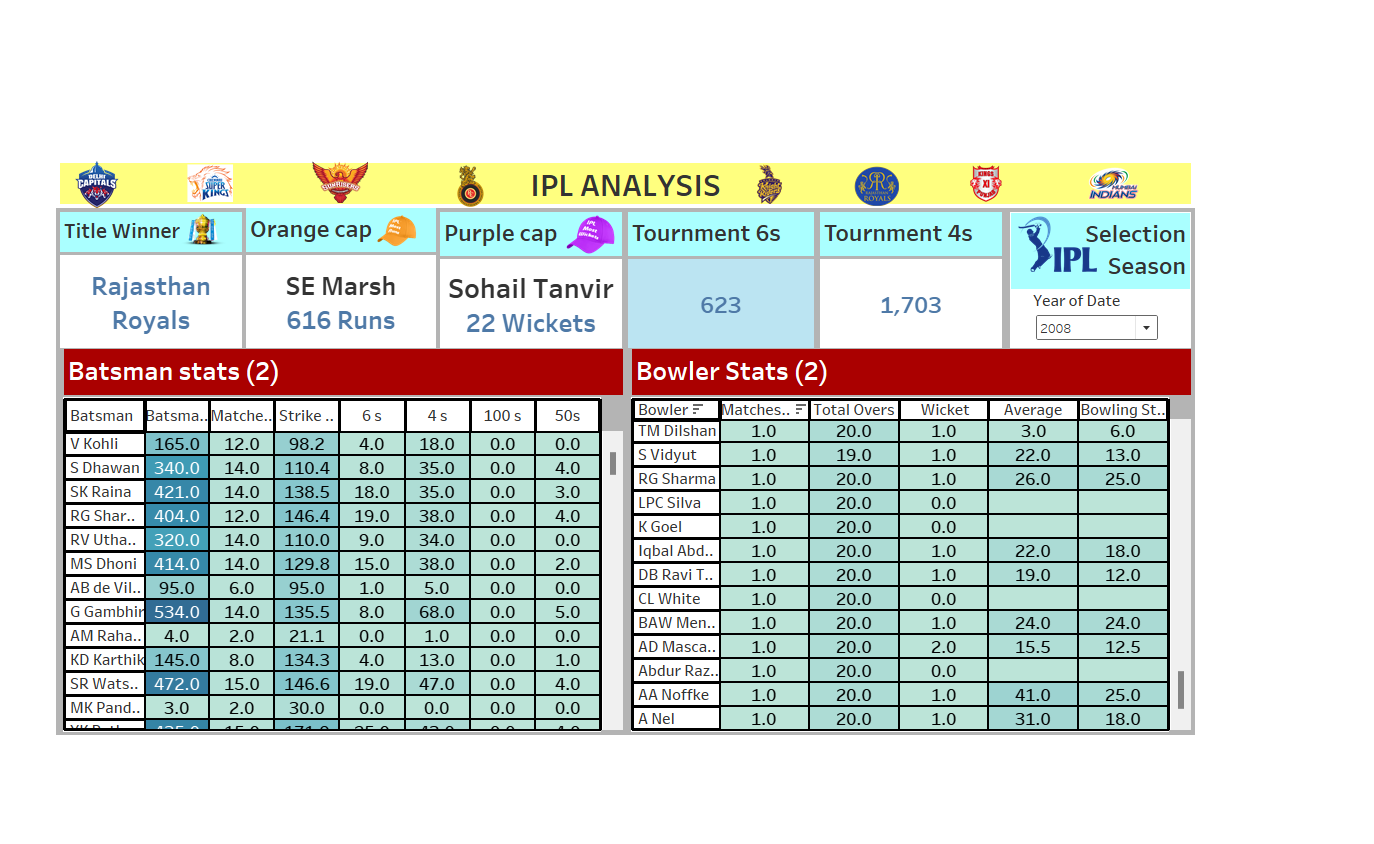 DELHI CAPITALS
CHENNAI SUPER KINGS
SUNRISERS
IPL ANALYSIS
RR
RAJASTHAN ROYALS
KINGS XI PUNJAB
MUMBAI INDIANS
Title Winner
Orange cap
Purple cap
IPL Most Wickets
Tournment 6s
Tournment 4s
IPL
Selection
Season
Rajasthan
Royals
SE Marsh
616 Runs
Sohail Tanvir
22 Wickets
623
1,703
Year of Date
2008
Batsman stats (2)
Batsman Batsma.. Matche.. Strike .. 6 s 4 s 100 s 50s
V Kohli 165.0 12.0 98.2 4.0 18.0 0.0 0.0
S Dhawan 340.0 14.0 110.4 8.0 35.0 0.0 4.0
SK Raina 421.0 14.0 138.5 18.0 35.0 0.0 3.0
RG Shar.. 404.0 12.0 146.4 19.0 38.0 0.0 4.0
RV Utha.. 320.0 14.0 110.0 9.0 34.0 0.0 0.0
MS Dhoni 414.0 14.0 129.8 15.0 38.0 0.0 2.0
AB de Vil.. 95.0 6.0 95.0 1.0 5.0 0.0 0.0
G Gambhir 534.0 14.0 135.5 8.0 68.0 0.0 5.0
AM Raha.. 4.0 2.0 21.1 0.0 1.0 0.0 0.0
KD Karthik 145.0 8.0 134.3 4.0 13.0 0.0 1.0
SR Wats.. 472.0 15.0 146.6 19.0 47.0 0.0 4.0
MK Pand.. 3.0 2.0 30.0 0.0 0.0 0.0 0.0
Bowler Stats (2)
Bowler Matches.. Total Overs Wicket Average Bowling St..
TM Dilshan 1.0 20.0 1.0 3.0 6.0
S Vidyut 1.0 19.0 1.0 22.0 13.0
RG Sharma 1.0 20.0 1.0 26.0 25.0
LPC Silva 1.0 20.0 0.0
K Goel 1.0 20.0 0.0
Iqbal Abd.. 1.0 20.0 1.0 22.0 18.0
DB Ravi T.. 1.0 20.0 1.0 19.0 12.0
CL White 1.0 20.0 0.0
BAW Men.. 1.0 20.0 1.0 24.0 24.0
AD Masca.. 1.0 20.0 2.0 15.5 12.5
Abdur Raz.. 1.0 20.0 0.0
AA Noffke 1.0 20.0 1.0 41.0 25.0
A Nel 1.0 20.0 1.0 31.0 18.0